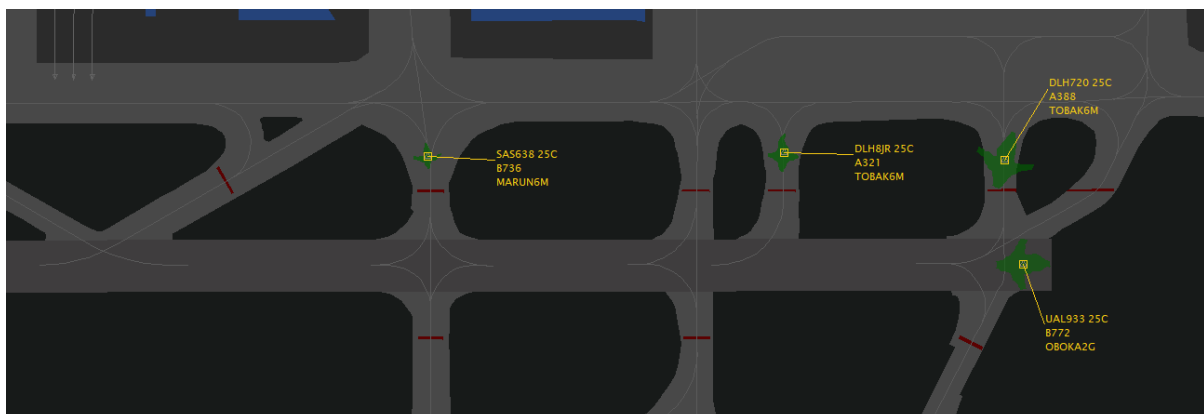 DLH720 25C
A388
TOBAK6M
SAS638 25C
B736
MARUN6M
DLH8JR 25C
A321
TOBAK6M
UAL933 25C
B772
OBOKA2G